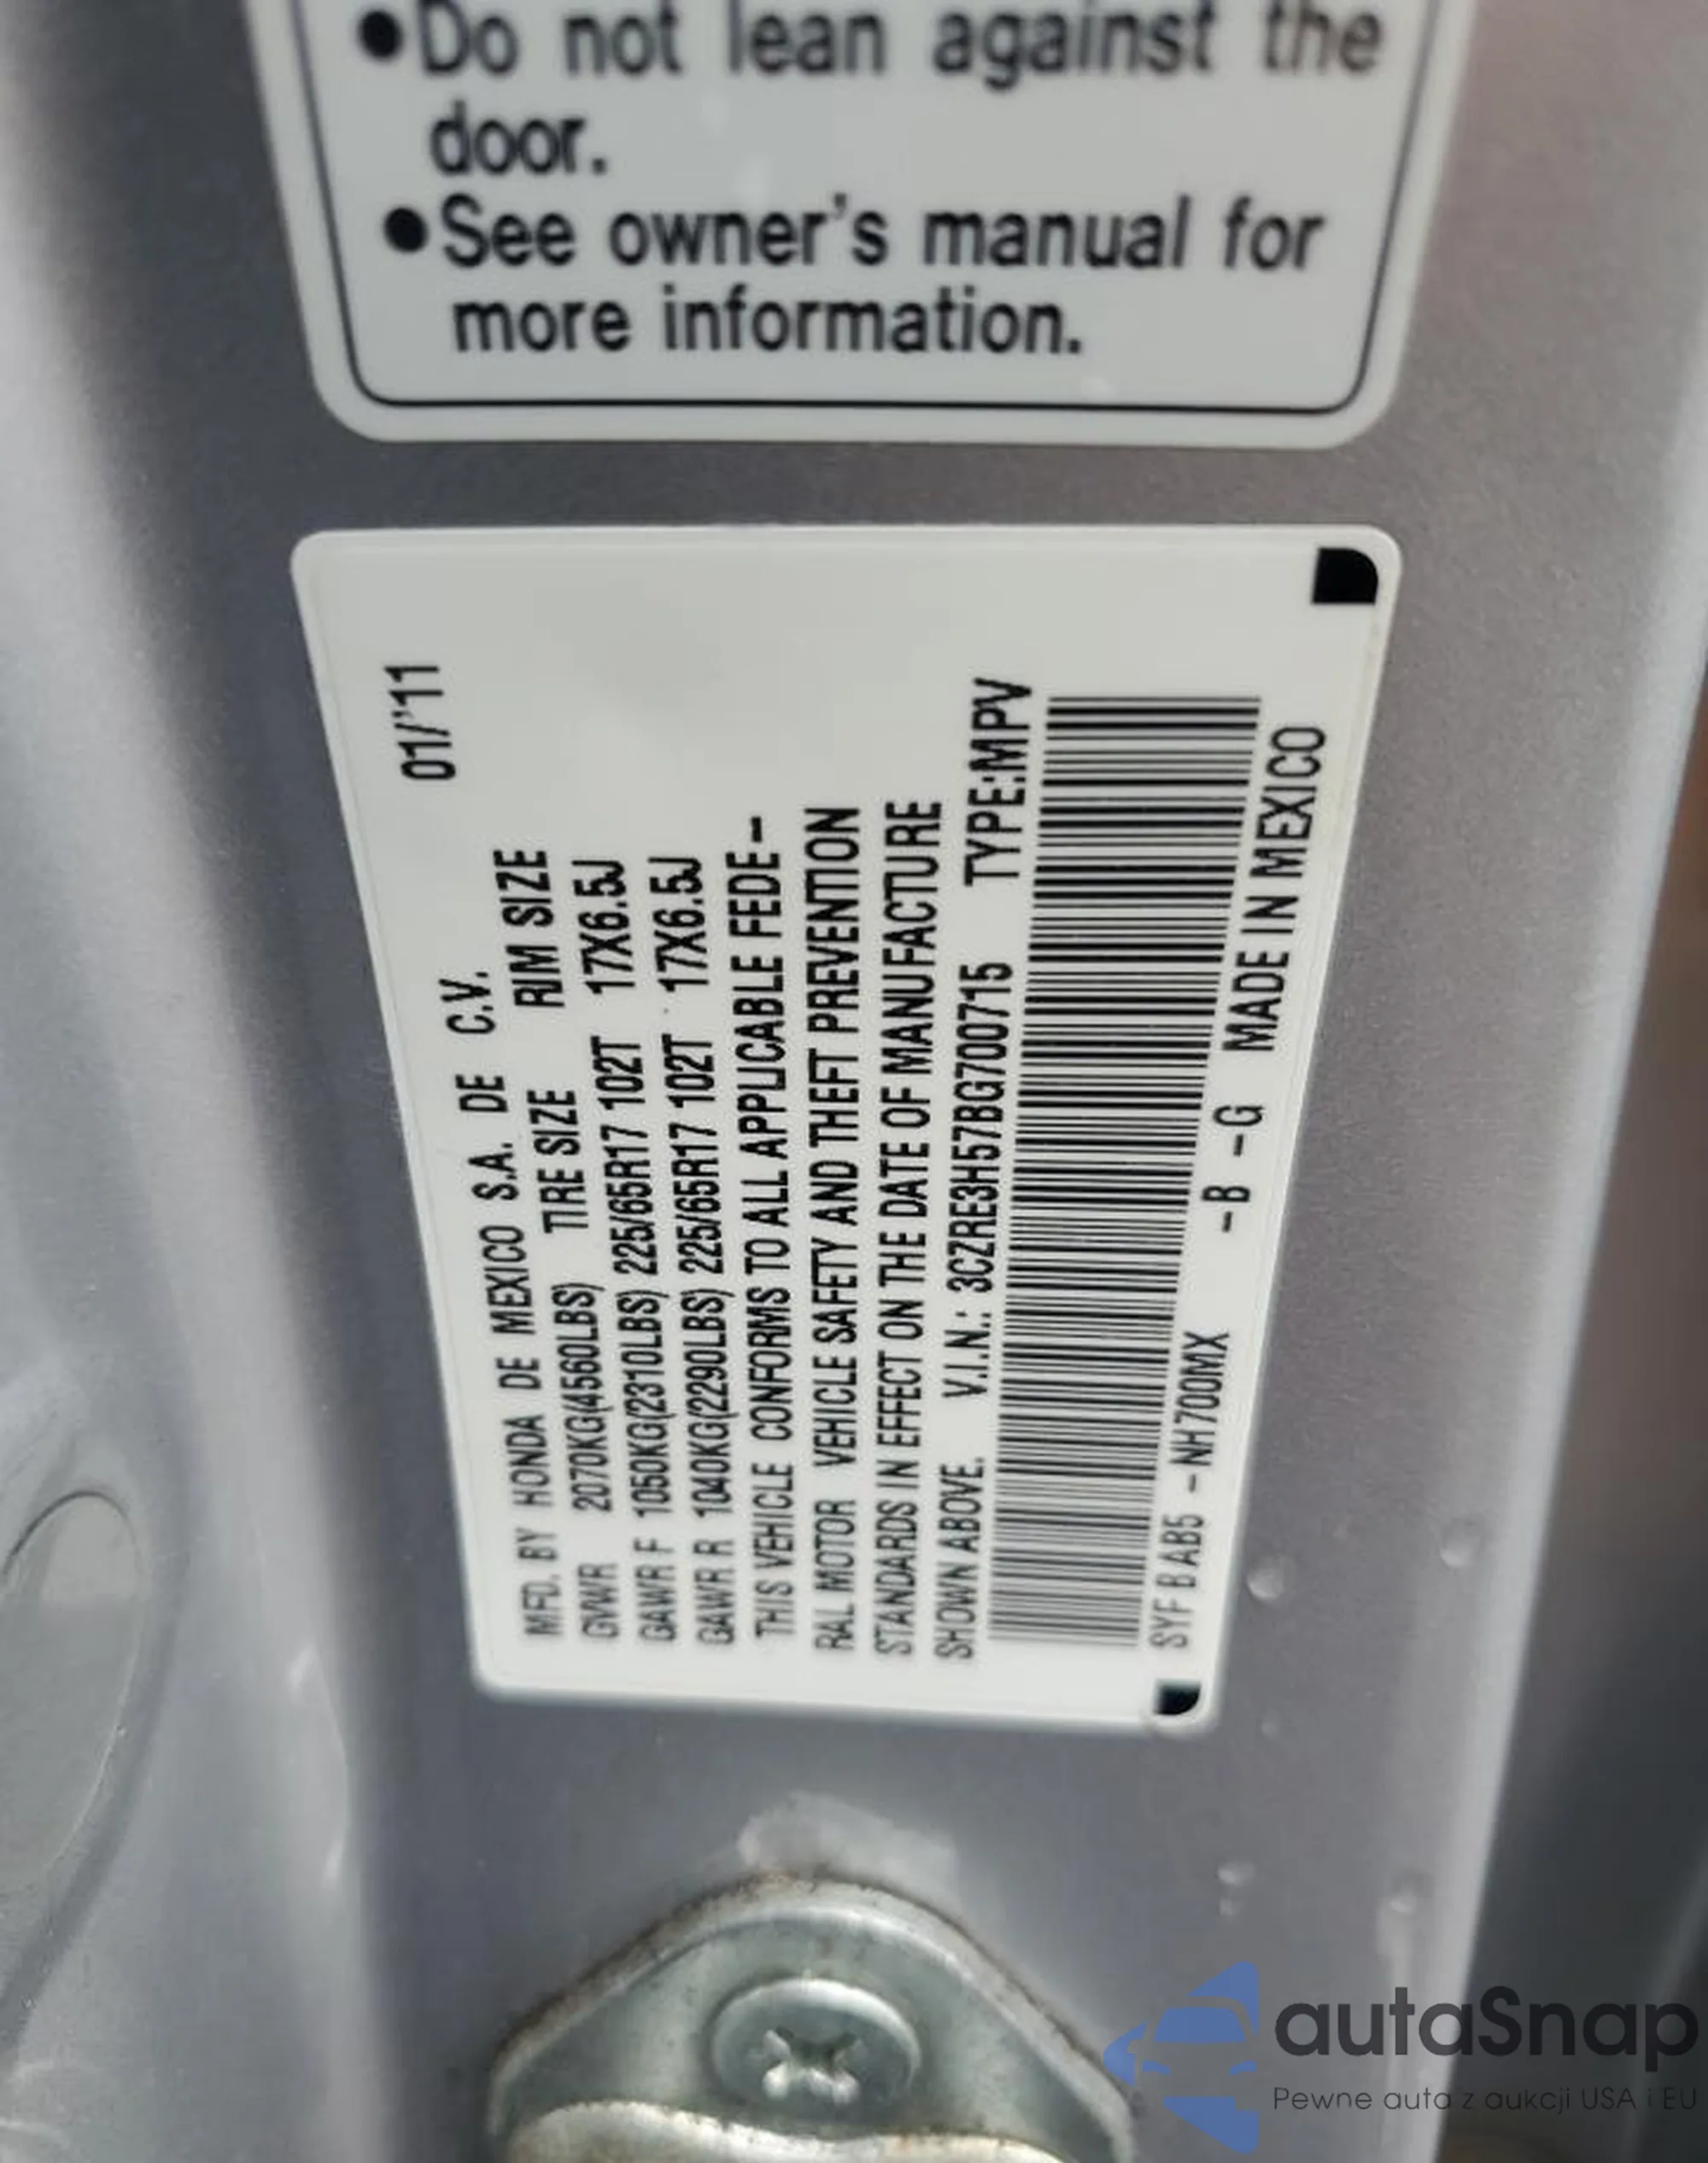 ●Do not lean against the
door.
●See owner's manual for
more information.
01/'11
MFD. BY HONDA DE MEXICO S.A. DE C.V.
GVWR 2070KG(4560LBS) TIRE SIZE RIM SIZE
GAWR F 1050KG(2310LBS) 225/65R17 102T 17X6.5J
GAWR R 1040KG(2290LBS) 225/65R17 102T 17X6.5J
THIS VEHICLE CONFORMS TO ALL APPLICABLE FEDE-
RAL MOTOR VEHICLE SAFETY AND THEFT PREVENTION
STANDARDS IN EFFECT ON THE DATE OF MANUFACTURE
SHOWN ABOVE. V.I.N.: 3CZRE3H57BG700715 TYPE:MPV
SYFBAB5 -NH700MX -B -G MADE IN MEXICO
autaSnap
Pewne auta z aukcji USA i EU